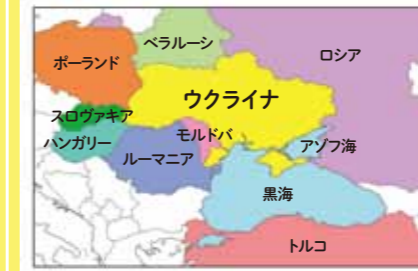 ベラルーシ
ロシア
ポーランド
ウクライナ
スロヴァキア
モルドバ
ハンガリー
アゾフ海
ルーマニア
黒海
トルコ